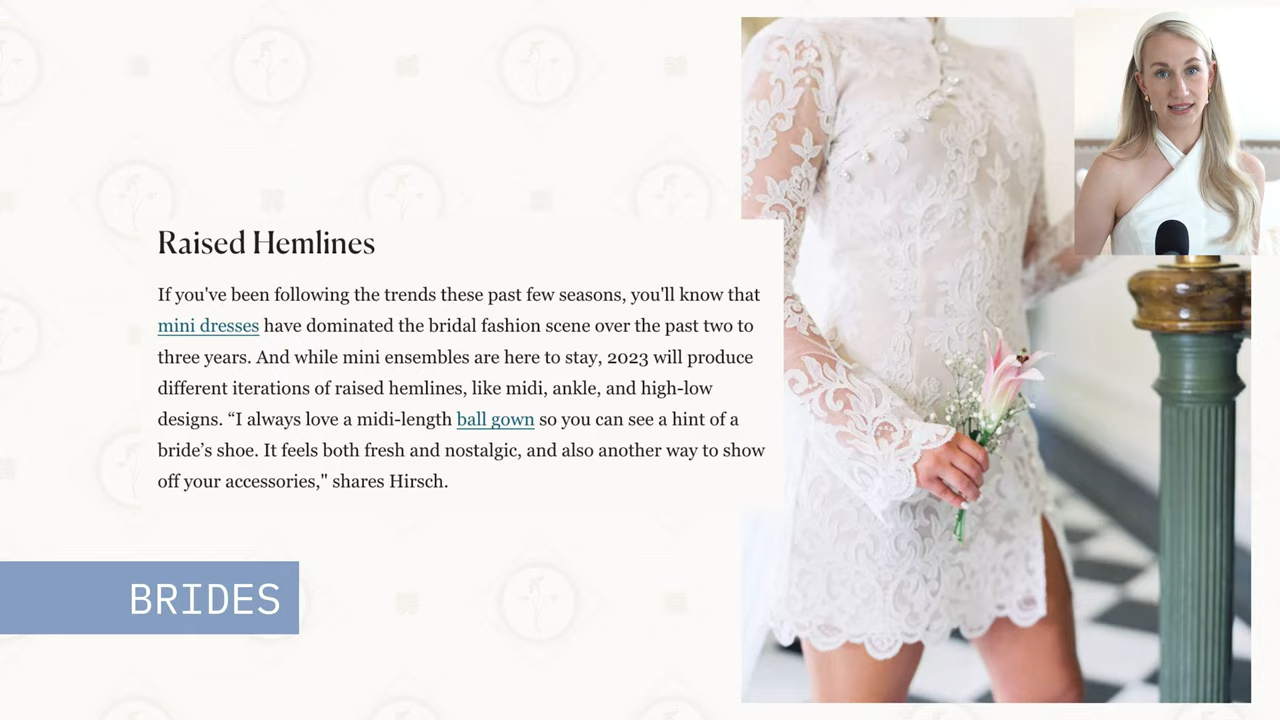 Raised Hemlines
If you've been following the trends these past few seasons, you'll know that
mini dresses have dominated the bridal fashion scene over the past two to
three years. And while mini ensembles are here to stay, 2023 will produce
different iterations of raised hemlines, like midi, ankle, and high-low
designs. “I always love a midi-length ball gown so you can see a hint of a
bride’s shoe. It feels both fresh and nostalgic, and also another way to show
off your accessories," shares Hirsch.
BRIDES